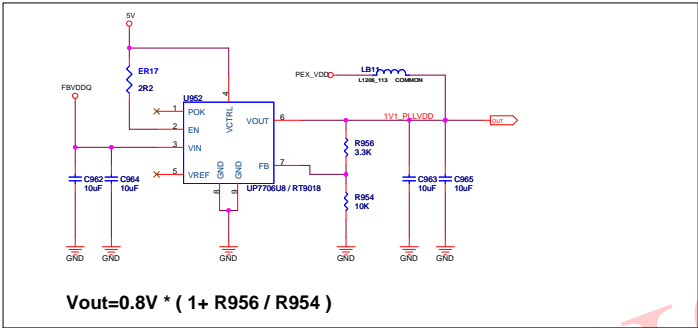 5V
ER17
2R2
FBVDDQ
U952
1 POK
2 EN
3 VIN
5 VREF
4 VCTRL
VOUT 6
FB 7
GND 8
GND 9
UP7706U8 / RT9018
PEX_VDD
LB11
L1206_113 COMMON
1V1_PLLVDD
OUT
R956
3.3K
R954
10K
C962
10uF
C964
10uF
C963
10uF
C965
10uF
GND
GND
GND
GND
GND
GND
Vout=0.8V * ( 1+ R956 / R954 )